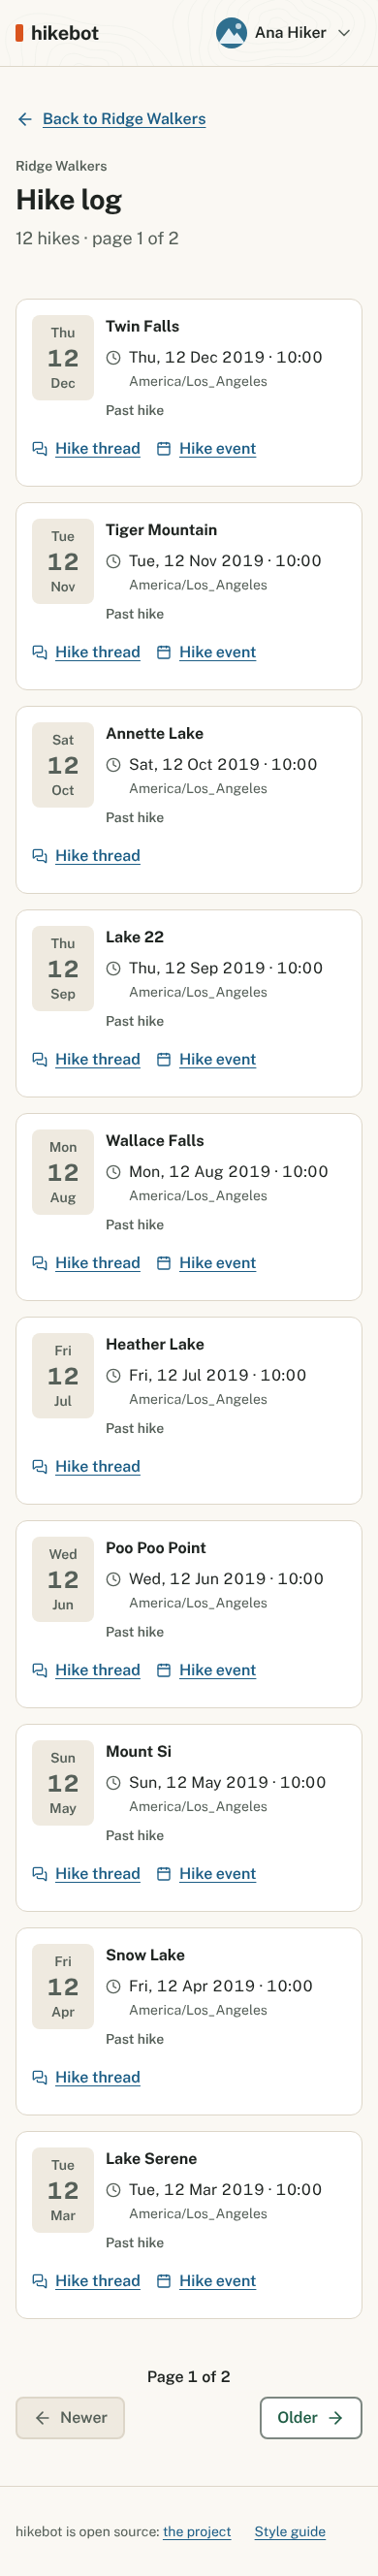 hikebot
Ana Hiker
Back to Ridge Walkers
Ridge Walkers
Hike log
12 hikes · page 1 of 2
Thu
12
Dec
Twin Falls
Thu, 12 Dec 2019 · 10:00
America/Los_Angeles
Past hike
Hike thread Hike event
Tue
12
Nov
Tiger Mountain
Tue, 12 Nov 2019 · 10:00
America/Los_Angeles
Past hike
Hike thread Hike event
Sat
12
Oct
Annette Lake
Sat, 12 Oct 2019 · 10:00
America/Los_Angeles
Past hike
Hike thread
Thu
12
Sep
Lake 22
Thu, 12 Sep 2019 · 10:00
America/Los_Angeles
Past hike
Hike thread Hike event
Mon
12
Aug
Wallace Falls
Mon, 12 Aug 2019 · 10:00
America/Los_Angeles
Past hike
Hike thread Hike event
Fri
12
Jul
Heather Lake
Fri, 12 Jul 2019 · 10:00
America/Los_Angeles
Past hike
Hike thread
Wed
12
Jun
Poo Poo Point
Wed, 12 Jun 2019 · 10:00
America/Los_Angeles
Past hike
Hike thread Hike event
Sun
12
May
Mount Si
Sun, 12 May 2019 · 10:00
America/Los_Angeles
Past hike
Hike thread Hike event
Fri
12
Apr
Snow Lake
Fri, 12 Apr 2019 · 10:00
America/Los_Angeles
Past hike
Hike thread
Tue
12
Mar
Lake Serene
Tue, 12 Mar 2019 · 10:00
America/Los_Angeles
Past hike
Hike thread Hike event
Page 1 of 2
Newer
Older
hikebot is open source: the project Style guide